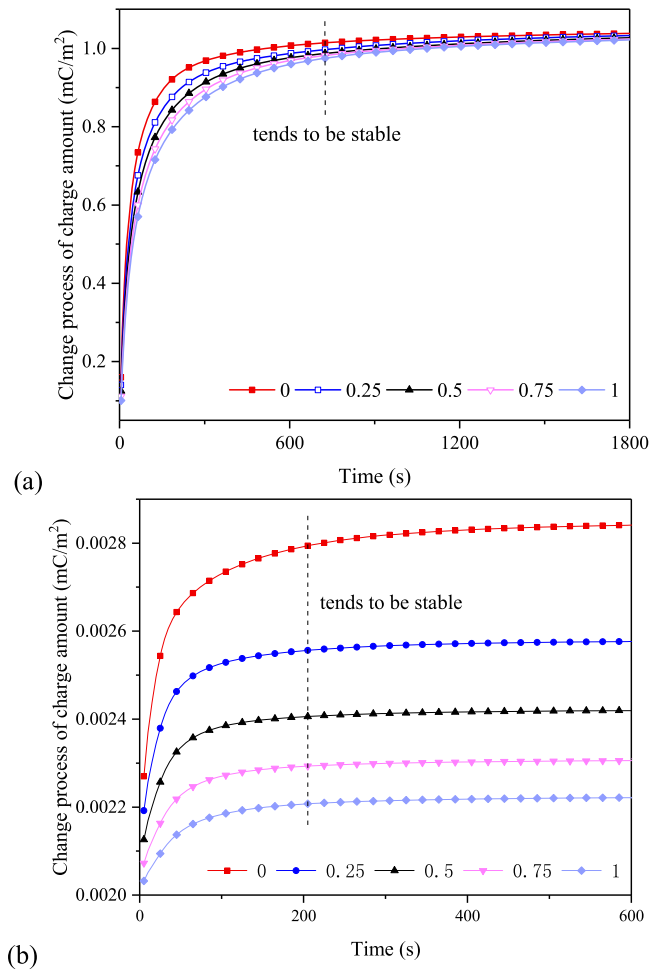 Change process of charge amount (mC/m²)
1.0
0.8
0.6
0.4
0.2
tends to be stable
0 0.25 0.5 0.75 1
0 600 1200 1800
Time (s)
(a)
Change process of charge amount (mC/m²)
0.0028
0.0026
0.0024
0.0022
0.0020
tends to be stable
0 0.25 0.5 0.75 1
0 200 400 600
Time (s)
(b)